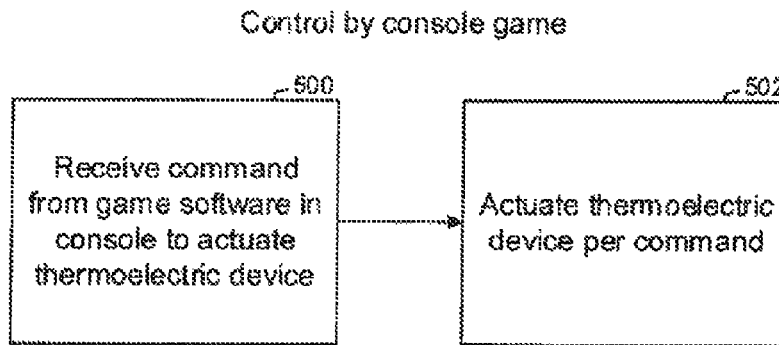 Control by console game
500
502
Receive command
from game software in
console to actuate
thermoelectric device
Actuate thermoelectric
device per command